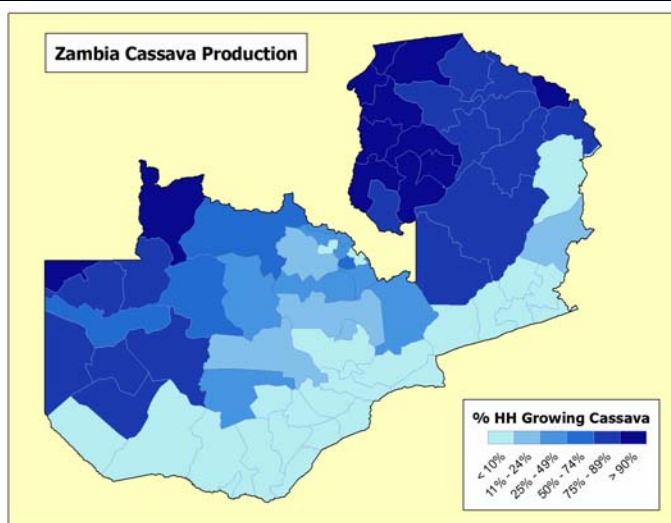 Zambia Cassava Production
% HH Growing Cassava
< 10%
11% - 24%
25% - 49%
50% - 74%
75% - 89%
> 90%